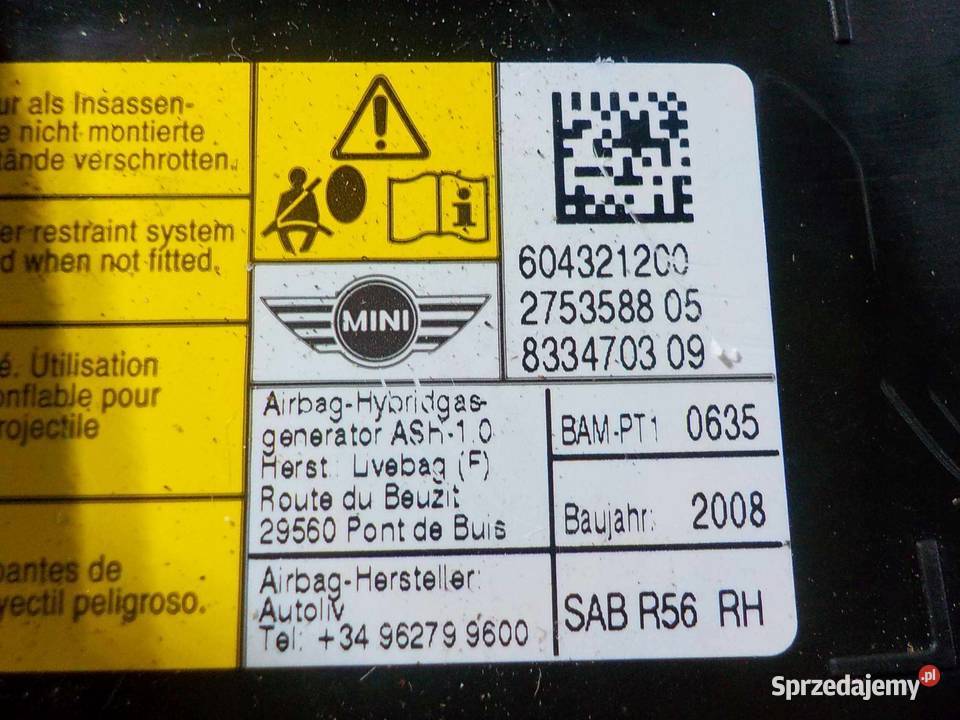 ur als Insassen-
e nicht montierte
tände verschrotten.
er restraint system
d when not fitted.
é. Utilisation
onflable pour
rojectile
pantes de
yectil peligroso.
MINI
604321200
2753588 05
8334703 09
Airbag-Hybridgas-
generator ASH-1.0
Herst.: Livebag (F)
Route du Beuzit
29560 Pont de Buis
BAM-PT1 0635
Baujahr: 2008
Airbag-Hersteller:
Autoliv
Tel: +34 96279 9600
SAB R56 RH
Sprzedajemy.pl